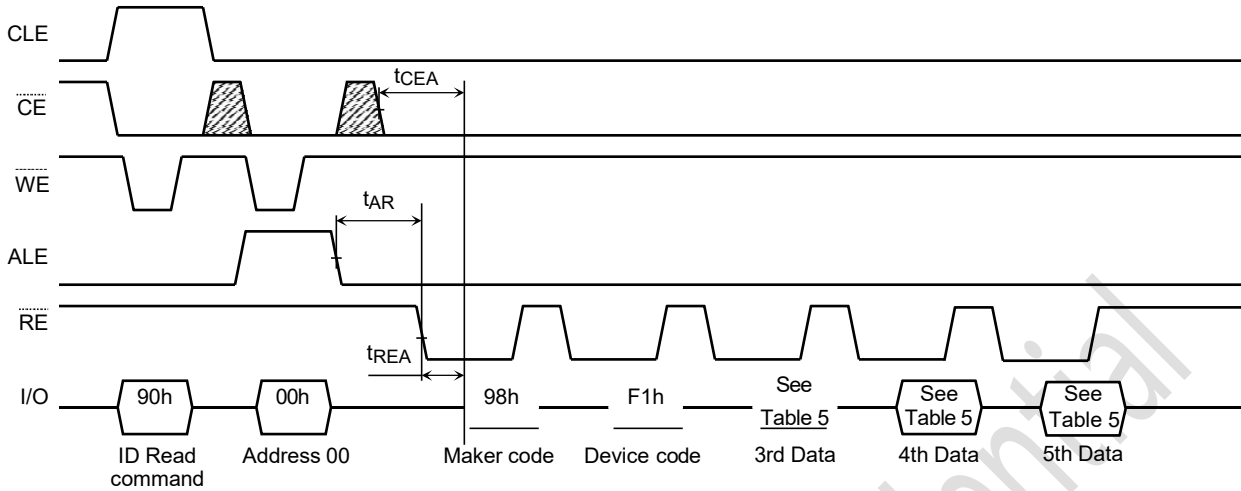 CLE
CE
tCEA
WE
tAR
ALE
RE
tREA
I/O
90h
00h
98h
F1h
See
Table 5
See
Table 5
See
Table 5
ID Read
command
Address 00
Maker code
Device code
3rd Data
4th Data
5th Data
ential